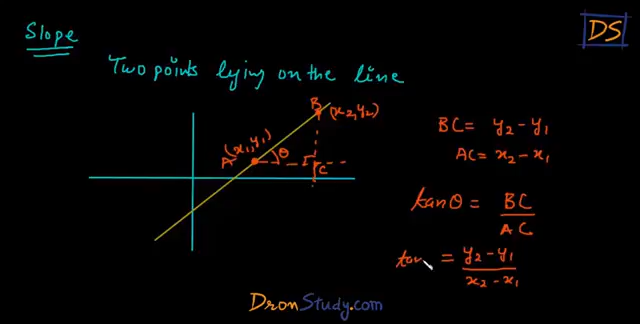 Slope
DS
Two points lying on the line
B (x₂, y₂)
(x₁, y₁)
A θ
C
BC = y₂ - y₁
AC = x₂ - x₁
tanθ = BC / AC
tan = y₂ - y₁ / x₂ - x₁
DronStudy.com